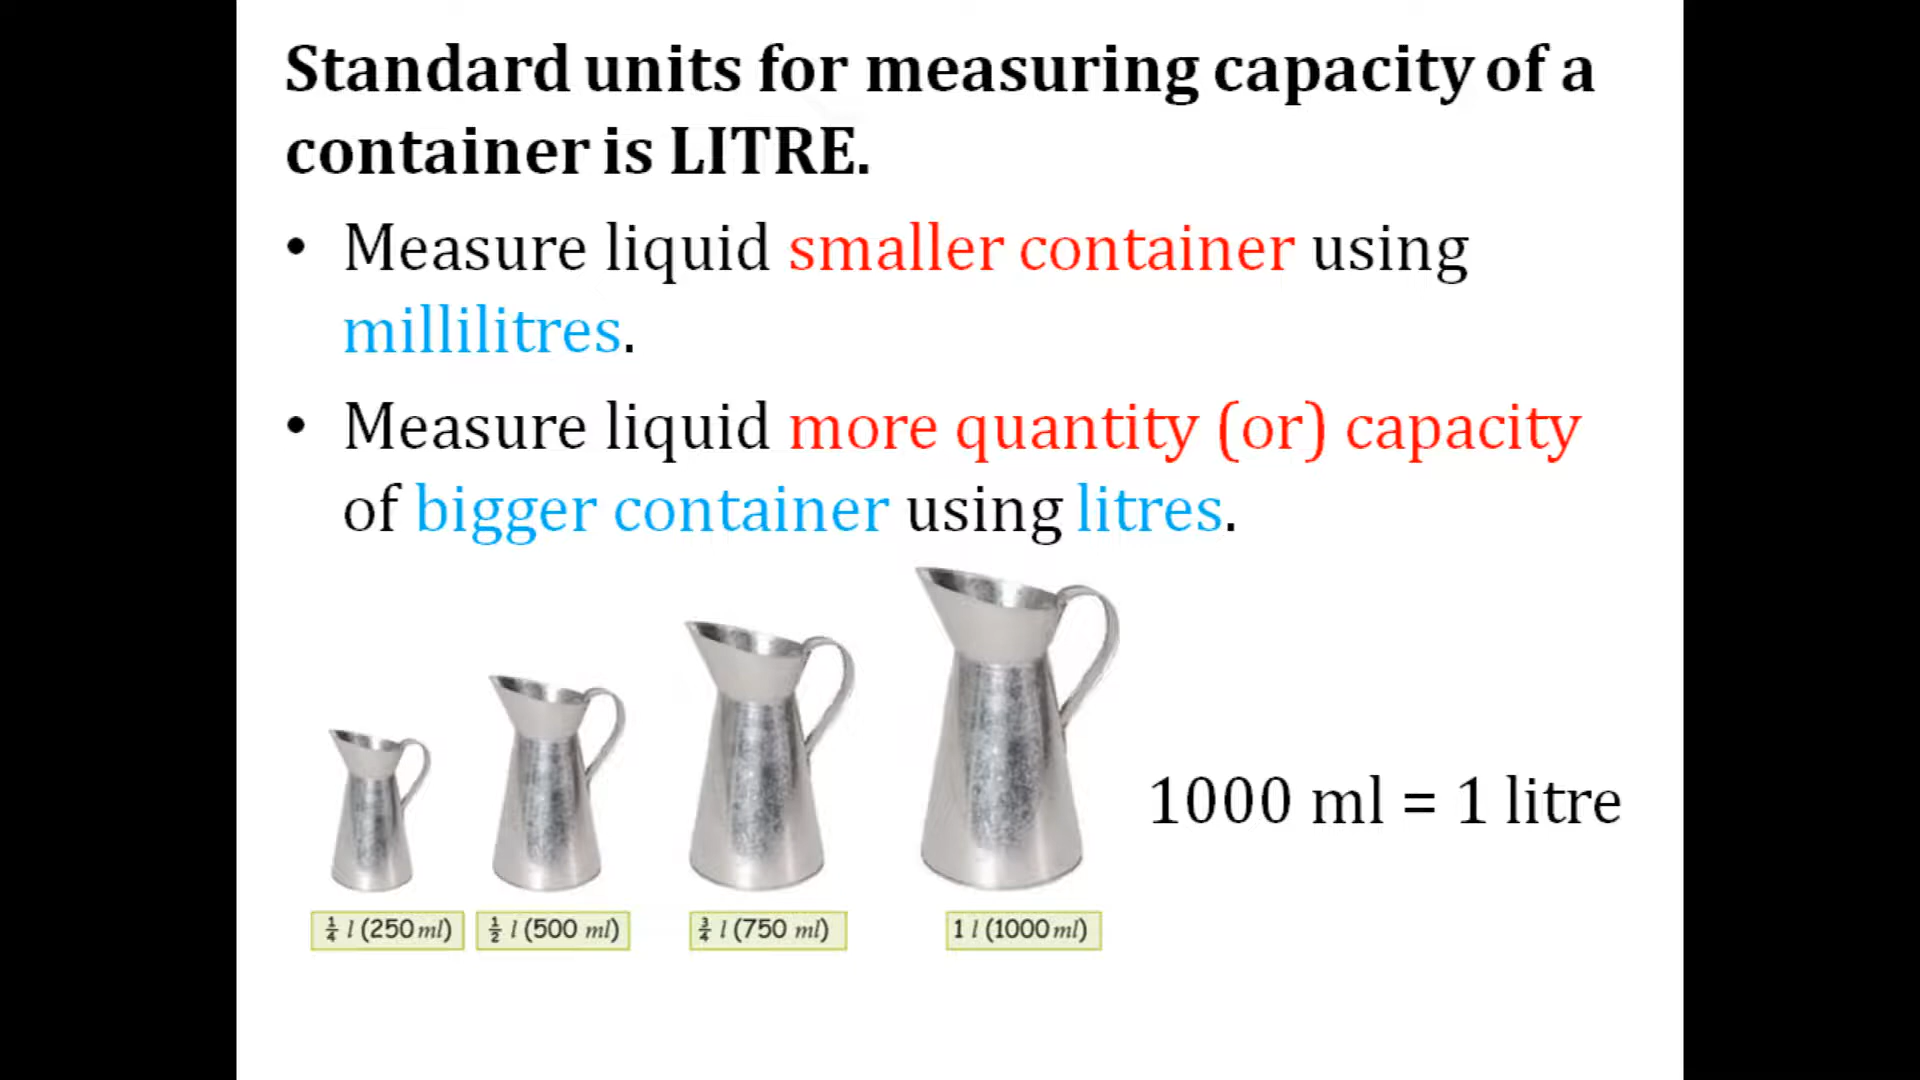 Standard units for measuring capacity of a
container is LITRE.
• Measure liquid smaller container using
millilitres.
• Measure liquid more quantity (or) capacity
of bigger container using litres.
1000 ml = 1 litre
1/4 l (250 ml) 1/2 l (500 ml) 3/4 l (750 ml) 1 l (1000 ml)